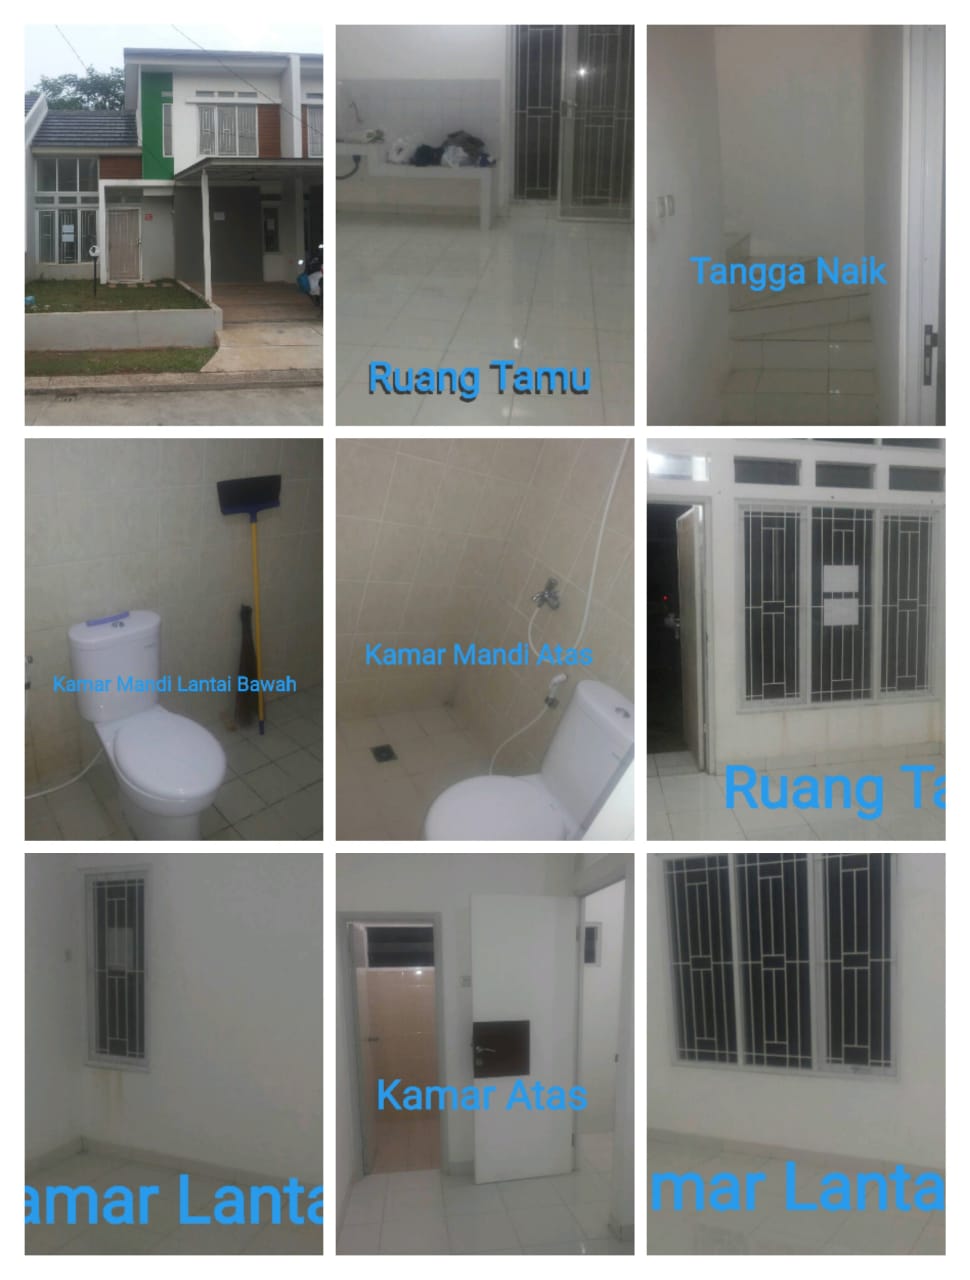 Ruang Tamu
Tangga Naik
Kamar Mandi Lantai Bawah
Kamar Mandi Atas
Ruang Ta
amar Lanta
Kamar Atas
mar Lanta